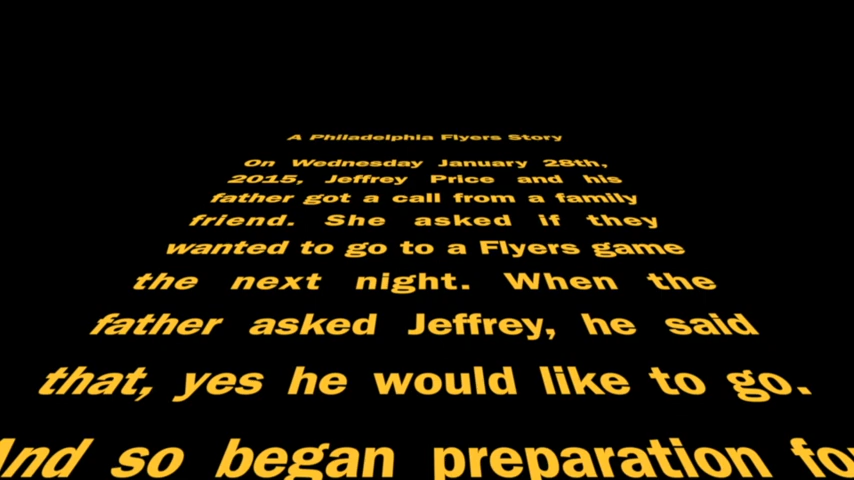 A Philadelphia Flyers Story
On Wednesday January 28th,
2015, Jeffrey Price and his
father got a call from a family
friend. She asked if they
wanted to go to a Flyers game
the next night. When the
father asked Jeffrey, he said
that, yes he would like to go.
And so began preparation for